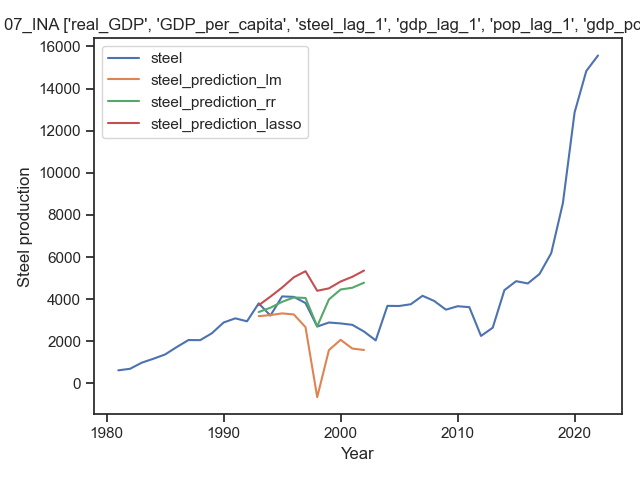 07_INA ['real_GDP', 'GDP_per_capita', 'steel_lag_1', 'gdp_lag_1', 'pop_lag_1', 'gdp_po
steel
steel_prediction_lm
steel_prediction_rr
steel_prediction_lasso
16000
14000
12000
10000
8000
6000
4000
2000
0
Steel production
1980
1990
2000
2010
2020
Year